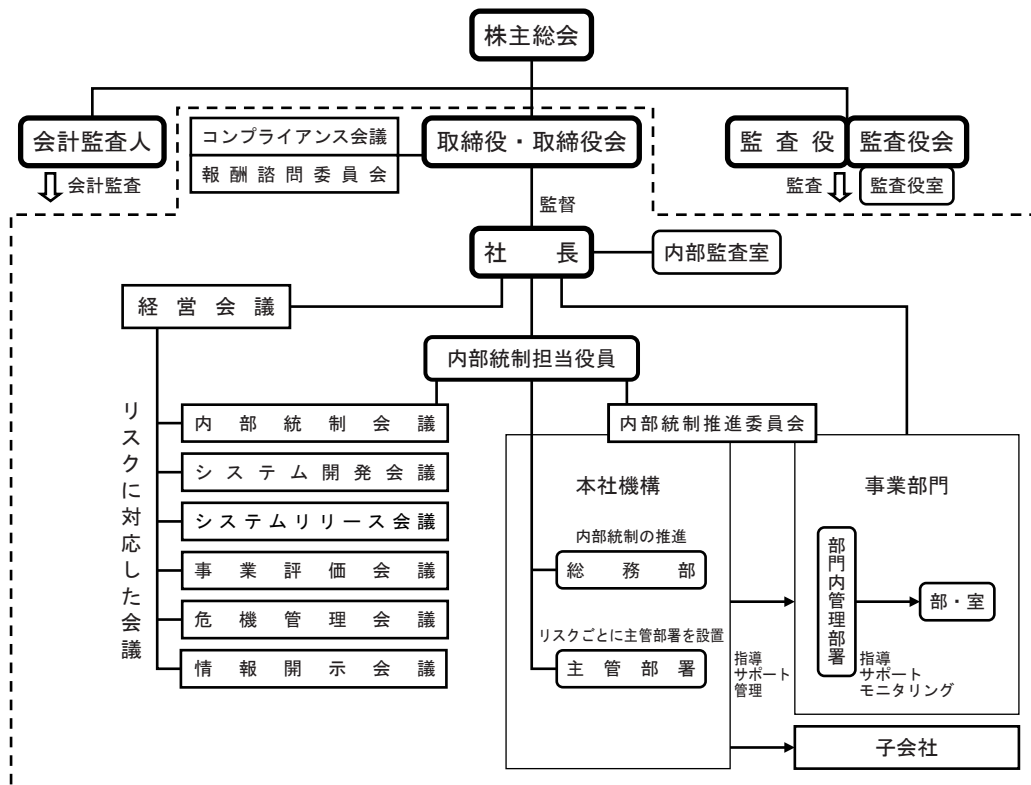 株主総会
会計監査人
会計監査
コンプライアンス会議
報酬諮問委員会
取締役・取締役会
監査役
監査役会
監査
監査役室
監督
社長
内部監査室
経営会議
内部統制担当役員
リスクに対応した会議
内部統制会議
システム開発会議
システムリリース会議
事業評価会議
危機管理会議
情報開示会議
内部統制推進委員会
本社機構
内部統制の推進
総務部
リスクごとに主管部署を設置
主管部署
指導
サポート
管理
事業部門
部門内管理部署
部・室
指導
サポート
モニタリング
子会社